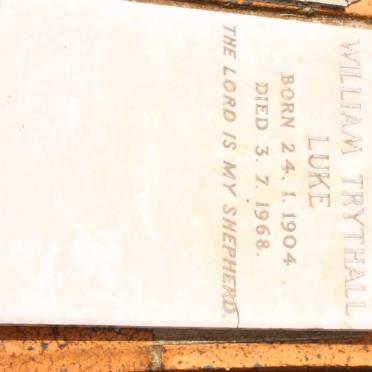 WILLIAM TRYTHALL
LUKE
BORN 24.1.1904
DIED 3.7.1968.
THE LORD IS MY SHEPHERD.